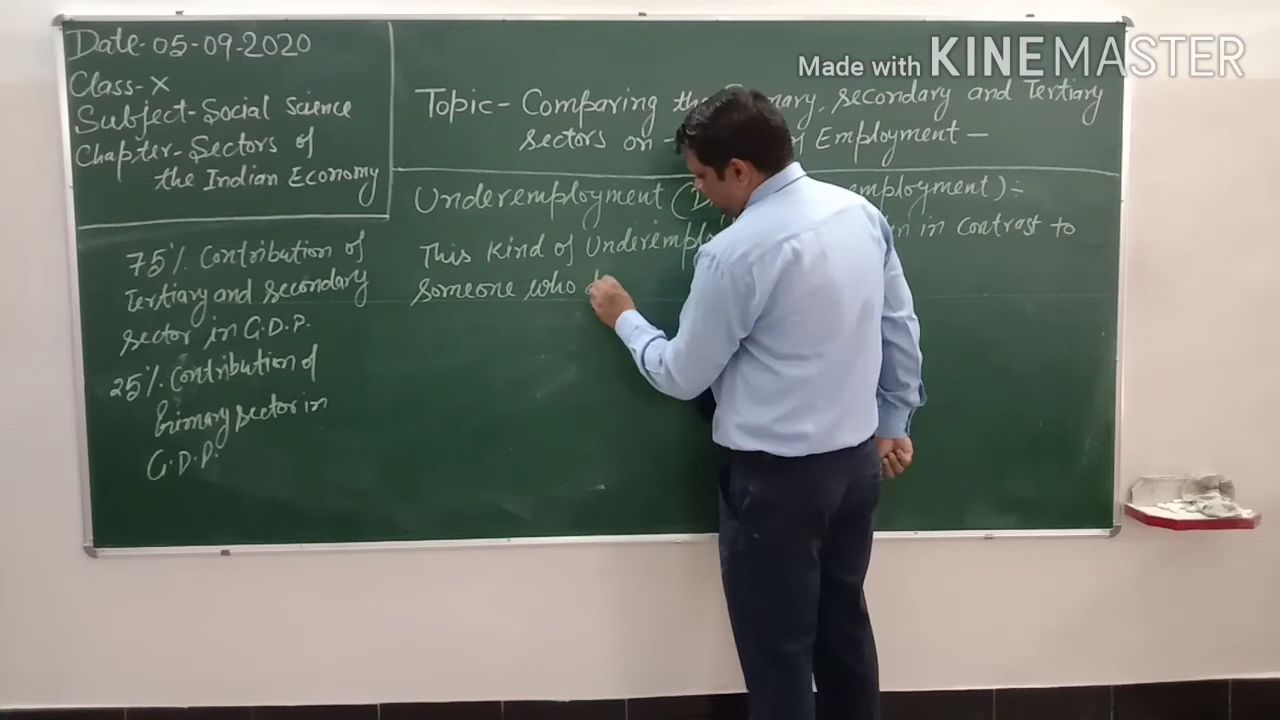 Made with KINEMASTER
Date-05-09-2020
Class-X
Subject-Social Science
Chapter-Sectors of
the Indian Economy
Topic- Comparing the Primary, Secondary and Tertiary
sectors on Employment-
75% Contribution of
Tertiary and Secondary
sector in G.D.P.
25% Contribution of
Primary sector in
G.D.P.
Underemployment ( employment) :-
This Kind of in contrast to
someone who